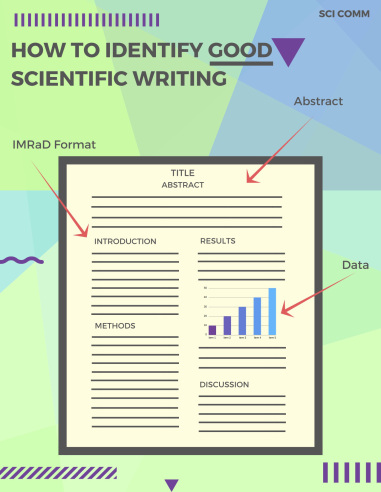 SCI COMM
HOW TO IDENTIFY GOOD
SCIENTIFIC WRITING
Abstract
IMRaD Format
TITLE
ABSTRACT
INTRODUCTION
RESULTS
Data
METHODS
DISCUSSION